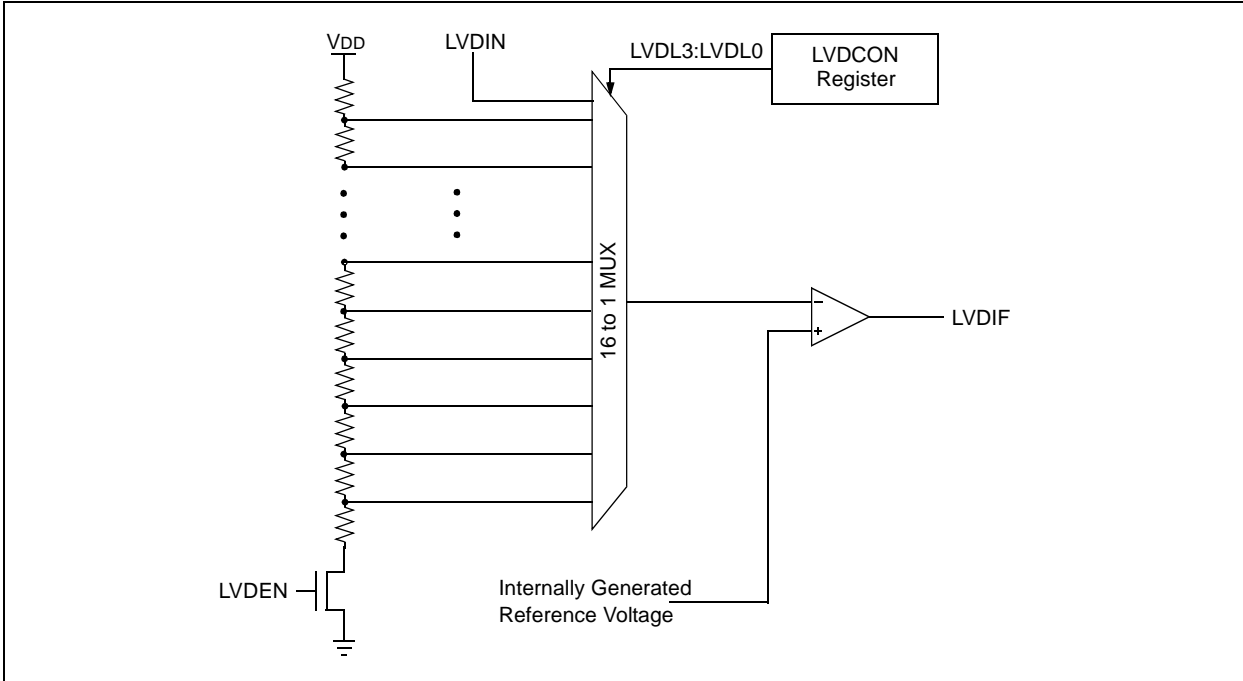 VDD
LVDIN
LVDL3:LVDL0
LVDCON
Register
16 to 1 MUX
−
+
LVDIF
LVDEN
Internally Generated
Reference Voltage